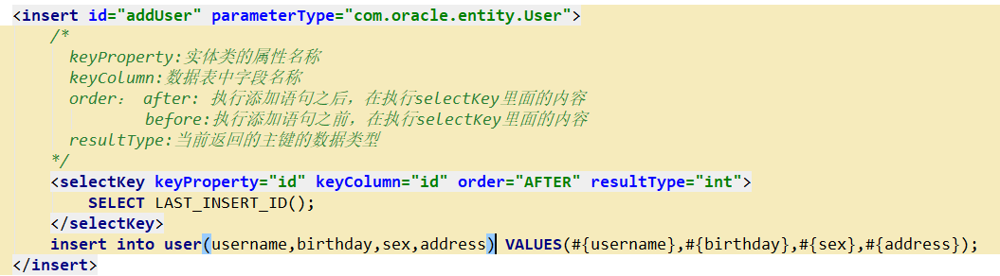 <insert id="addUser" parameterType="com.oracle.entity.User">
/*
keyProperty:实体类的属性名称
keyColumn:数据表中字段名称
order： after: 执行添加语句之后，在执行selectKey里面的内容
before:执行添加语句之前，在执行selectKey里面的内容
resultType:当前返回的主键的数据类型
*/
<selectKey keyProperty="id" keyColumn="id" order="AFTER" resultType="int">
SELECT LAST_INSERT_ID();
</selectKey>
insert into user(username,birthday,sex,address) VALUES(#{username},#{birthday},#{sex},#{address});
</insert>